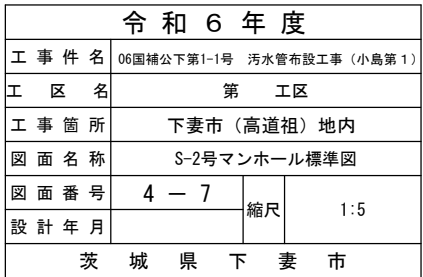 令和６年度
工事件名 06国補公下第1-1号 汚水管布設工事（小島第１）
工区名 第 工区
工事箇所 下妻市（高道祖）地内
図面名称 S-2号マンホール標準図
図面番号 ４－７ 縮尺 1:5
設計年月
茨城県下妻市